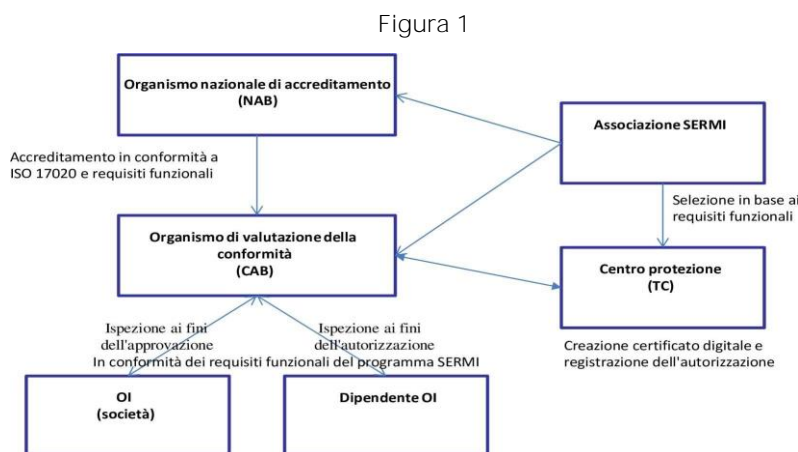 Figura 1
Organismo nazionale di accreditamento
(NAB)
Associazione SERMI
Accreditamento in conformità a
ISO 17020 e requisiti funzionali
Selezione in base ai
requisiti funzionali
Organismo di valutazione della
conformità
(CAB)
Centro protezione
(TC)
Ispezione ai fini
dell'approvazione
Ispezione ai fini
dell'autorizzazione
In conformità dei requisiti funzionali del programma SERMI
Creazione certificato digitale e
registrazione dell'autorizzazione
OI
(società)
Dipendente OI